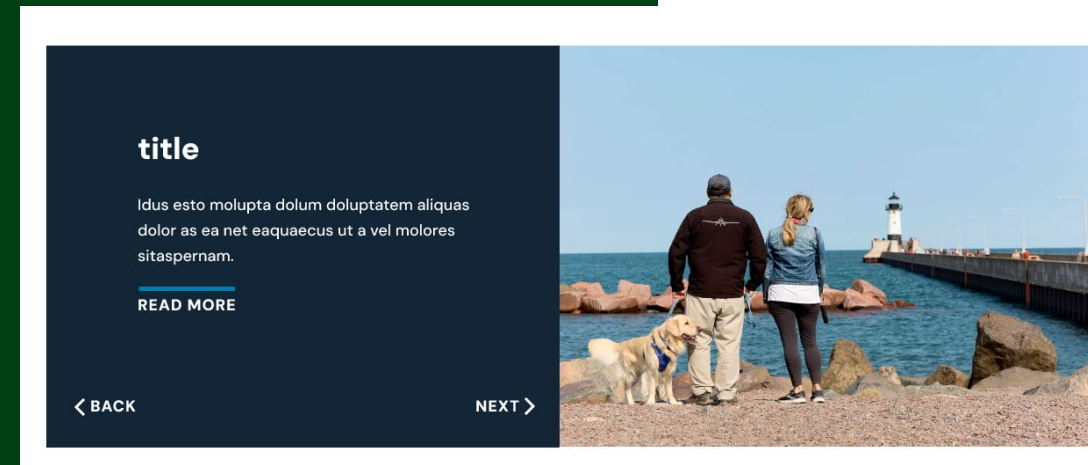 title
Idus esto molupta dolum doluptatem aliquas
dolor as ea net eaquaecus ut a vel molores
sitaspernam.
READ MORE
BACK
NEXT